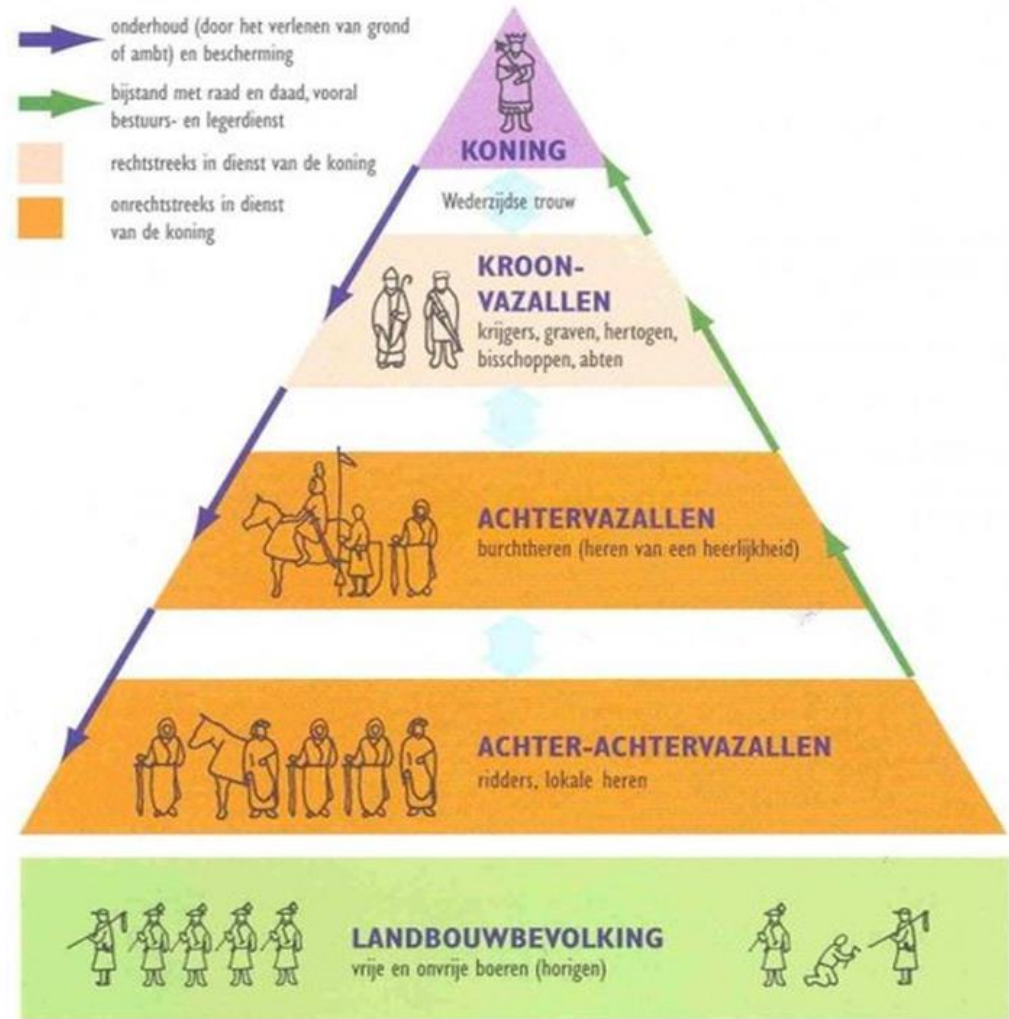 onderhoud (door het verlenen van grond
of ambt) en bescherming
bijstand met raad en daad, vooral
bestuurs- en legerdienst
rechtstreeks in dienst van de koning
onrechtstreeks in dienst
van de koning
KONING
Wederzijdse trouw
KROON-
VAZALLEN
krijgers, graven, hertogen,
bisschoppen, abten
ACHTERVAZALLEN
burchtheren (heren van een heerlijkheid)
ACHTER-ACHTERVAZALLEN
ridders, lokale heren
LANDBOUWBEVOLKING
vrije en onvrije boeren (horigen)